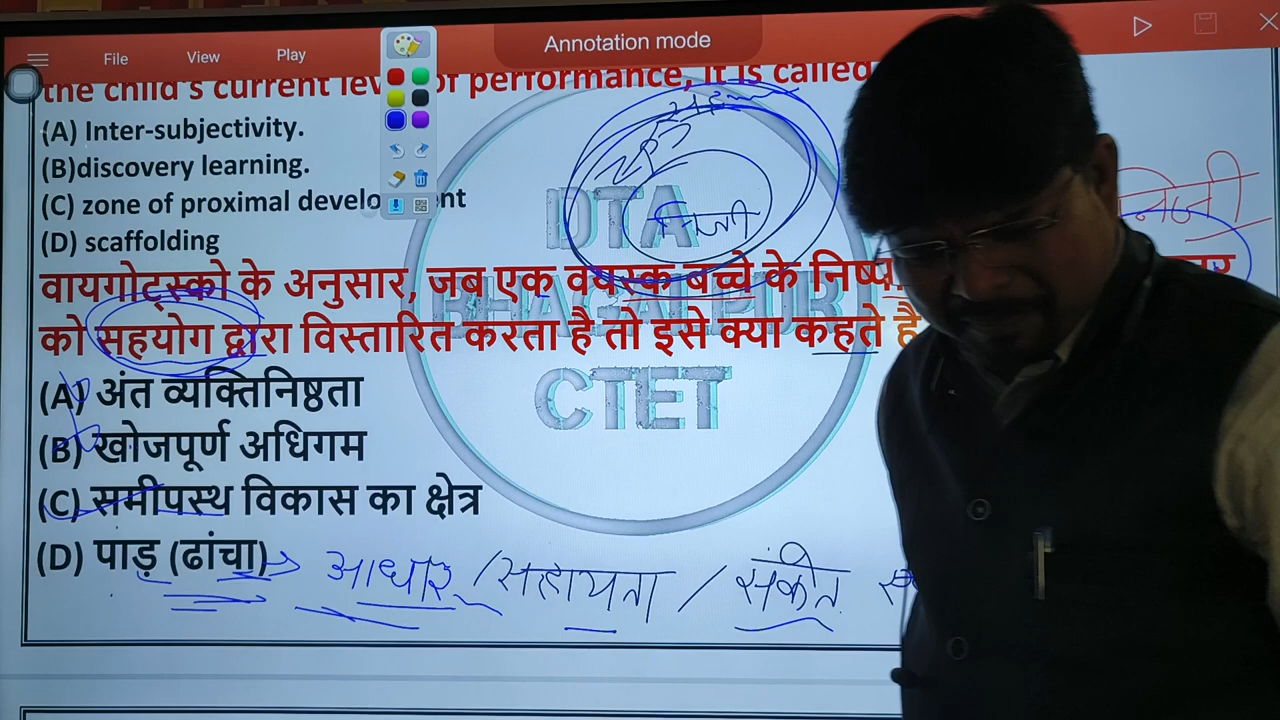 File View Play Annotation mode
the child's current level of performance, it is called
(A) Inter-subjectivity.
(B)discovery learning.
(C) zone of proximal develo nt
(D) scaffolding
DTA
BHAGALPUR
CTET
निजी
वायगोट्स्को के अनुसार, जब एक वयस्क बच्चे के
को सहयोग द्वारा विस्तारित करता है तो इसे क्या कहते है
(A) अंत व्यक्तिनिष्ठता
(B) खोजपूर्ण अधिगम
(C) समीपस्थ विकास का क्षेत्र
(D) पाड़ (ढांचा) आधार / सहायता / संकेत